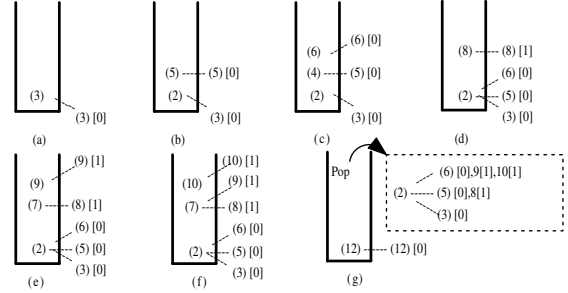 (3)
(3) [0]
(a)
(5) (5) [0]
(2)
(3) [0]
(b)
(6) (6) [0]
(4) (5) [0]
(2)
(3) [0]
(c)
(8) (8) [1]
(6) [0]
(2) (5) [0]
(3) [0]
(d)
(9) [1]
(9)
(7) (8) [1]
(6) [0]
(2) (5) [0]
(3) [0]
(e)
(10) [1]
(10) (9) [1]
(7) (8) [1]
(6) [0]
(2) (5) [0]
(3) [0]
(f)
Pop
(6) [0],9[1],10[1]
(2) (5) [0],8[1]
(3) [0]
(12) (12) [0]
(g)